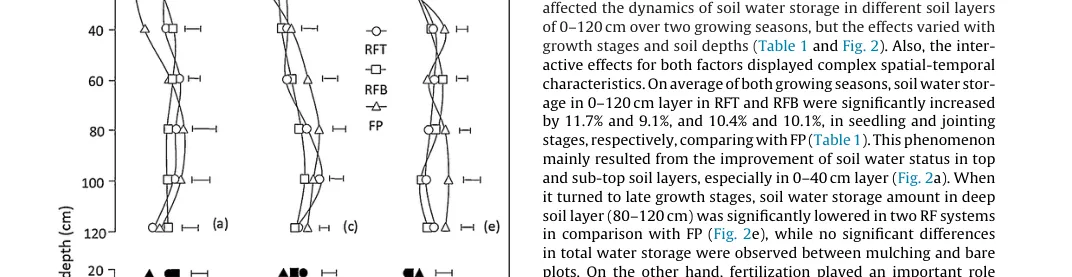 40
60
80
100
120
20
depth (cm)
RFT
RFB
FP
(a)
(c)
(e)
affected the dynamics of soil water storage in different soil layers
of 0–120 cm over two growing seasons, but the effects varied with
growth stages and soil depths (Table 1 and Fig. 2). Also, the inter-
active effects for both factors displayed complex spatial-temporal
characteristics. On average of both growing seasons, soil water stor-
age in 0–120 cm layer in RFT and RFB were significantly increased
by 11.7% and 9.1%, and 10.4% and 10.1%, in seedling and jointing
stages, respectively, comparing with FP (Table 1). This phenomenon
mainly resulted from the improvement of soil water status in top
and sub-top soil layers, especially in 0–40 cm layer (Fig. 2a). When
it turned to late growth stages, soil water storage amount in deep
soil layer (80–120 cm) was significantly lowered in two RF systems
in comparison with FP (Fig. 2e), while no significant differences
in total water storage were observed between mulching and bare
plots. On the other hand, fertilization played an important role